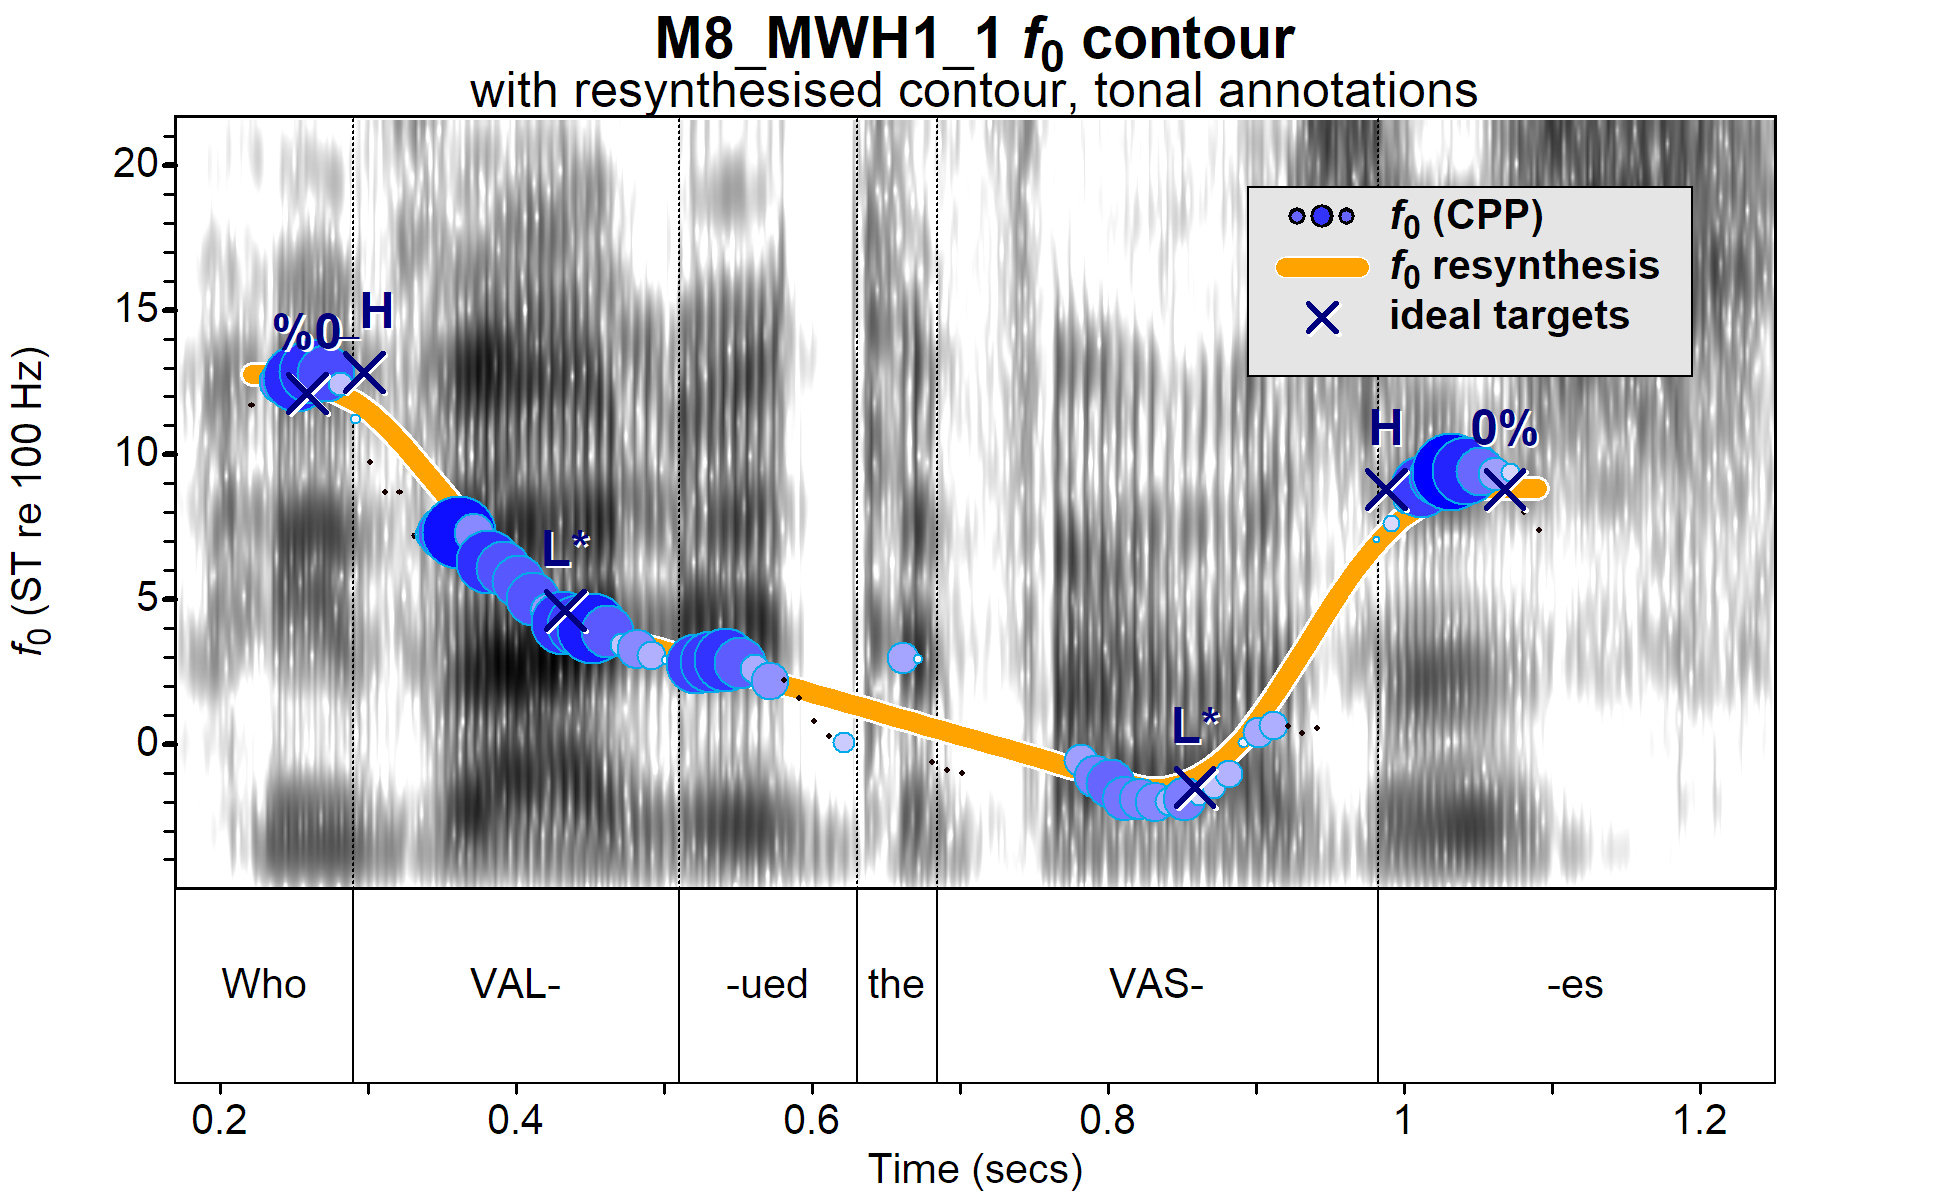 M8_MWH1_1 f0 contour
with resynthesised contour, tonal annotations
f0 (CPP)
f0 resynthesis
ideal targets
f0 (ST re 100 Hz)
20
15
10
5
0
%0_H
L*
L*
H
0%
Who
VAL-
-ued
the
VAS-
-es
0.2
0.4
0.6
0.8
1
1.2
Time (secs)